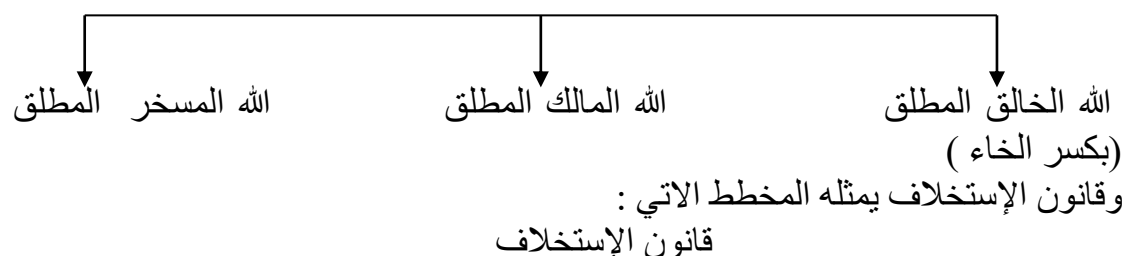 الله الخالق المطلق الله المالك المطلق الله المسخر المطلق
(بكسر الخاء )
وقانون الإستخلاف يمثله المخطط الاتي :
قانون الإستخلاف